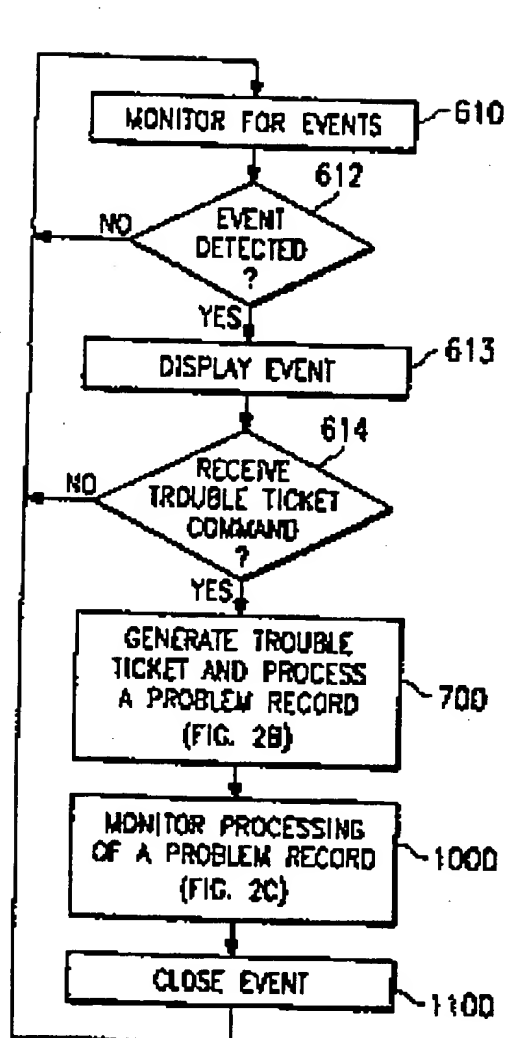 MONITOR FOR EVENTS
610
612
EVENT
DETECTED
?
NO
YES
DISPLAY EVENT
613
614
RECEIVE
TROUBLE TICKET
COMMAND
?
NO
YES
GENERATE TROUBLE
TICKET AND PROCESS
A PROBLEM RECORD
(FIG. 2B)
700
MONITOR PROCESSING
OF A PROBLEM RECORD
(FIG. 2C)
1000
CLOSE EVENT
1100